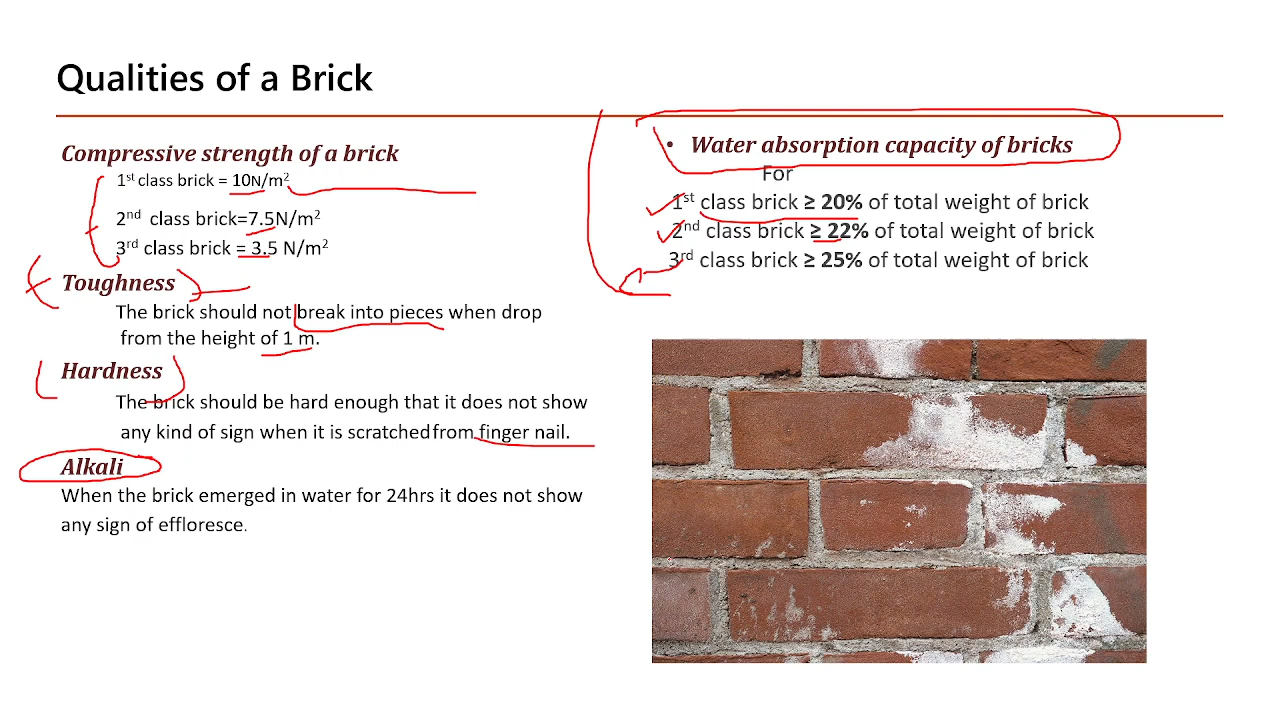 Qualities of a Brick
Compressive strength of a brick
1st class brick = 10N/m²
2nd class brick=7.5N/m²
3rd class brick = 3.5 N/m²
Toughness
The brick should not break into pieces when drop
from the height of 1 m.
Hardness
The brick should be hard enough that it does not show
any kind of sign when it is scratched from finger nail.
Alkali
When the brick emerged in water for 24hrs it does not show
any sign of effloresce.
• Water absorption capacity of bricks
For
1st class brick ≥ 20% of total weight of brick
2nd class brick ≥ 22% of total weight of brick
3rd class brick ≥ 25% of total weight of brick